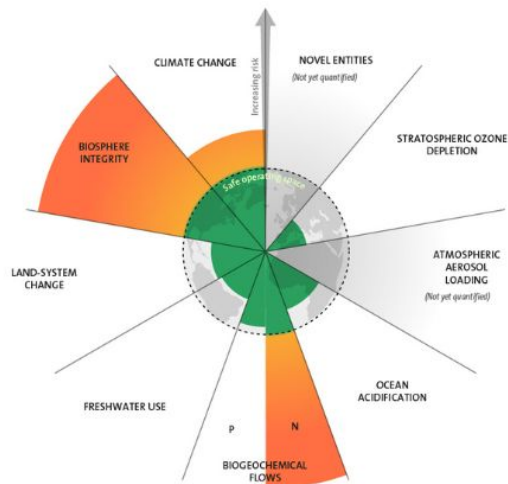 CLIMATE CHANGE
Increasing risk
NOVEL ENTITIES
(Not yet quantified)
STRATOSPHERIC OZONE
DEPLETION
BIOSPHERE
INTEGRITY
Safe operating space
ATMOSPHERIC
AEROSOL
LOADING
(Not yet quantified)
LAND-SYSTEM
CHANGE
OCEAN
ACIDIFICATION
FRESHWATER USE
P
N
BIOGEOCHEMICAL
FLOWS